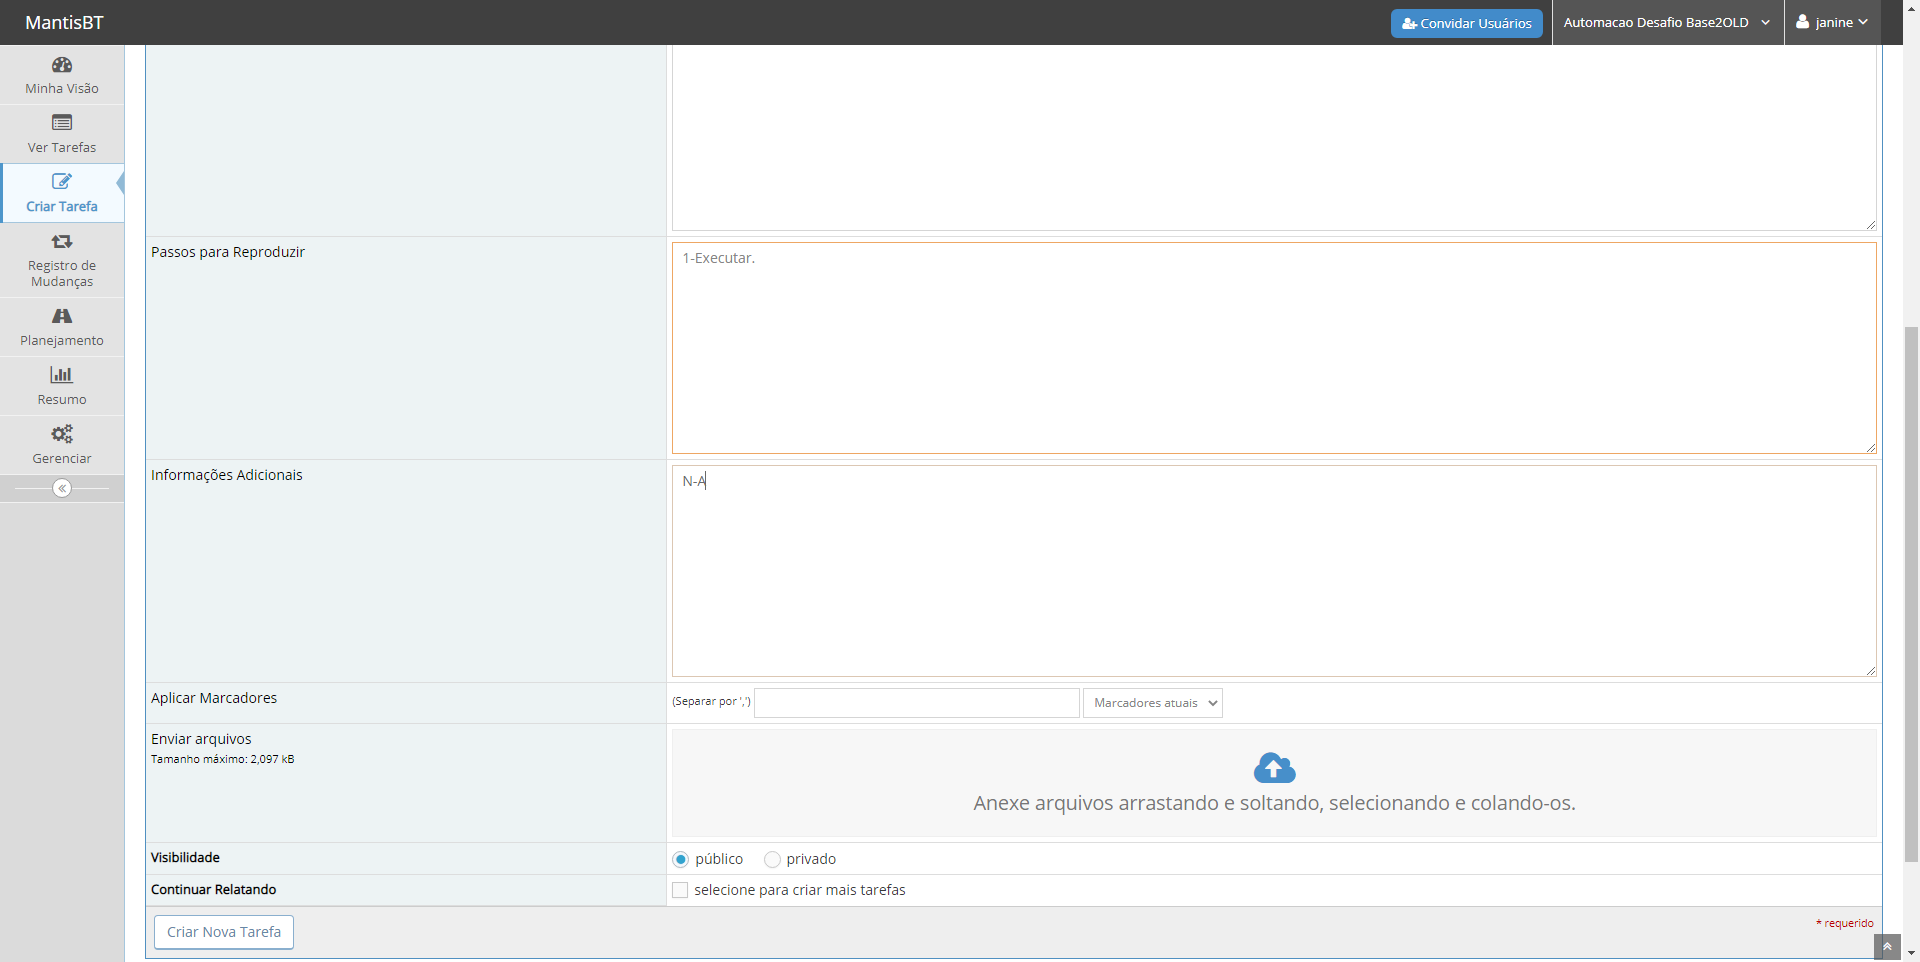 MantisBT
Convidar Usuários
Automacao Desafio Base2OLD
janine
Minha Visão
Ver Tarefas
Criar Tarefa
Registro de
Mudanças
Planejamento
Resumo
Gerenciar
Passos para Reproduzir
1-Executar.
Informações Adicionais
N-A
Aplicar Marcadores
(Separar por ',')
Marcadores atuais
Enviar arquivos
Tamanho máximo: 2,097 kB
Anexe arquivos arrastando e soltando, selecionando e colando-os.
Visibilidade
público
privado
Continuar Relatando
selecione para criar mais tarefas
Criar Nova Tarefa
* requerido